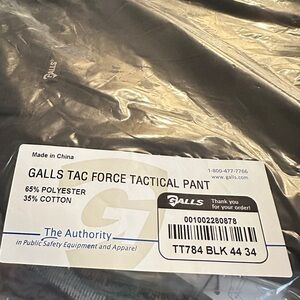 GALLS
Made in China
1-800-477-7766
www.galls.com
GALLS TAC FORCE TACTICAL PANT
65% POLYESTER
35% COTTON
GALLS
Thank you
for your order!
001002280878
The Authority
in Public Safety Equipment and Apparel
TT784 BLK 44 34